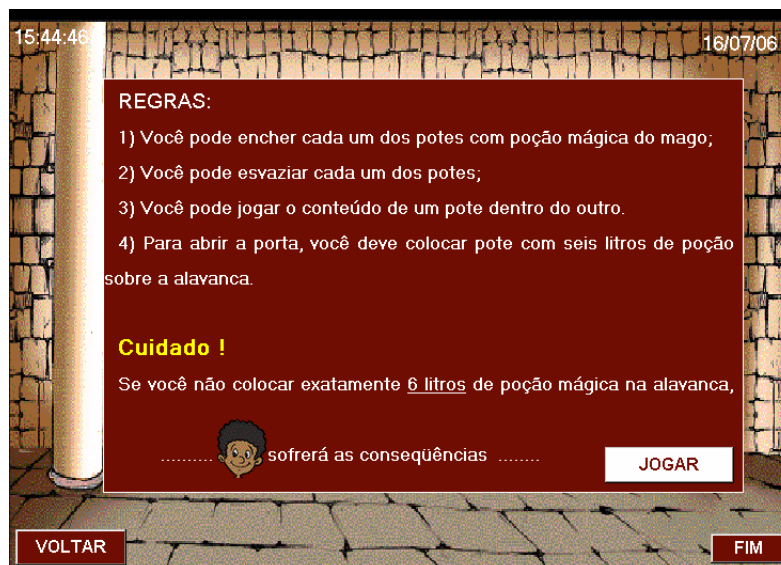 15:44:46
16/07/06
REGRAS:
1) Você pode encher cada um dos potes com poção mágica do mago;
2) Você pode esvaziar cada um dos potes;
3) Você pode jogar o conteúdo de um pote dentro do outro.
4) Para abrir a porta, você deve colocar pote com seis litros de poção
sobre a alavanca.
Cuidado !
Se você não colocar exatamente 6 litros de poção mágica na alavanca,
.......... sofrerá as conseqüências ........
JOGAR
VOLTAR
FIM